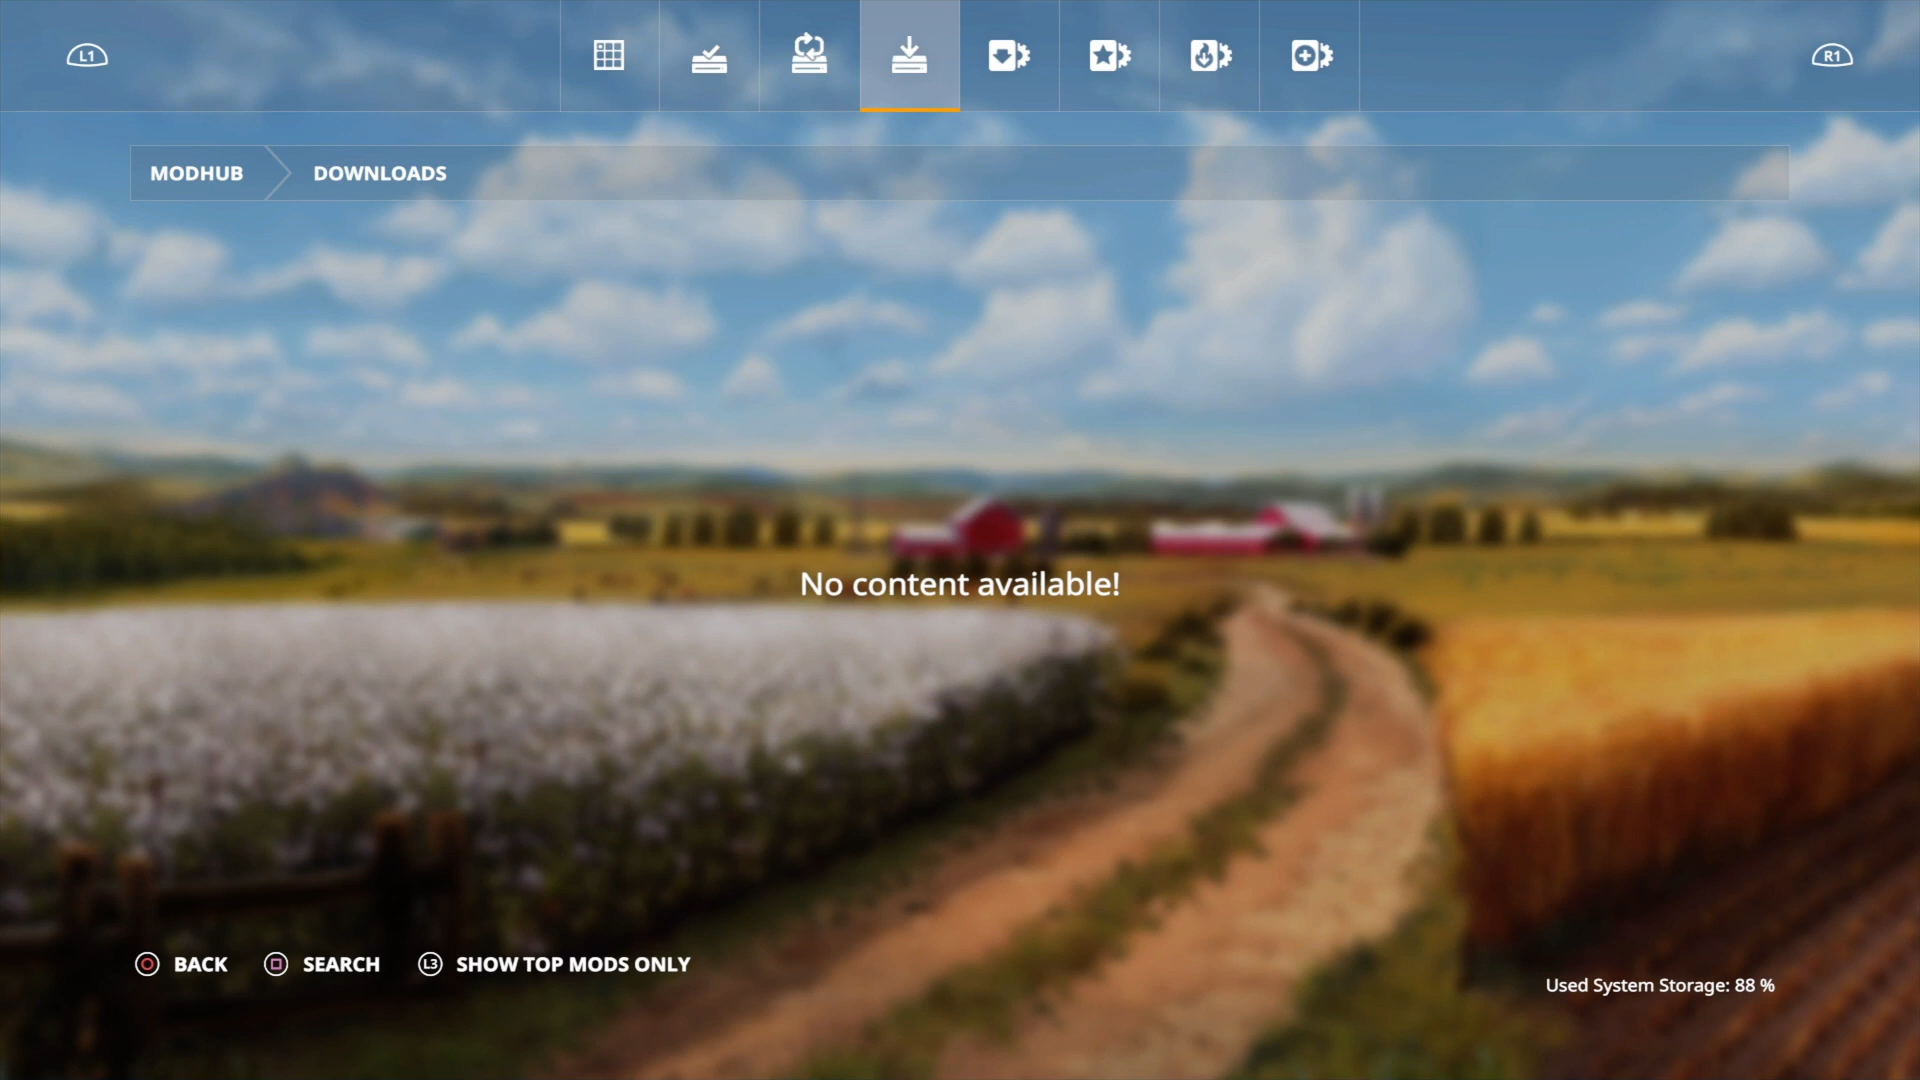 L1
R1
MODHUB
DOWNLOADS
No content available!
BACK
SEARCH
L3 SHOW TOP MODS ONLY
Used System Storage: 88 %